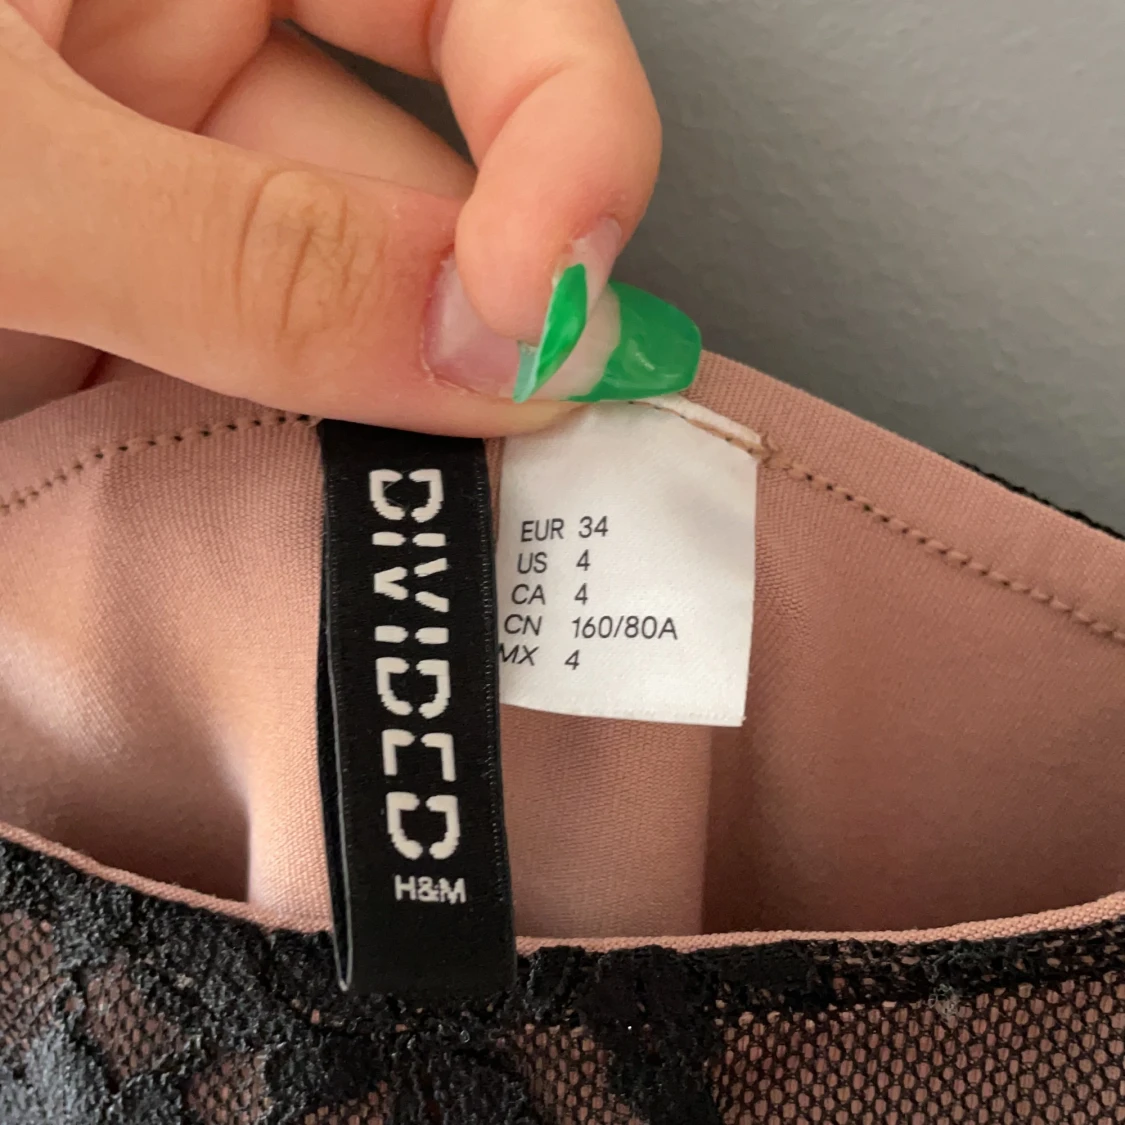 DIVIDED
H&M
EUR 34
US 4
CA 4
CN 160/80A
MX 4